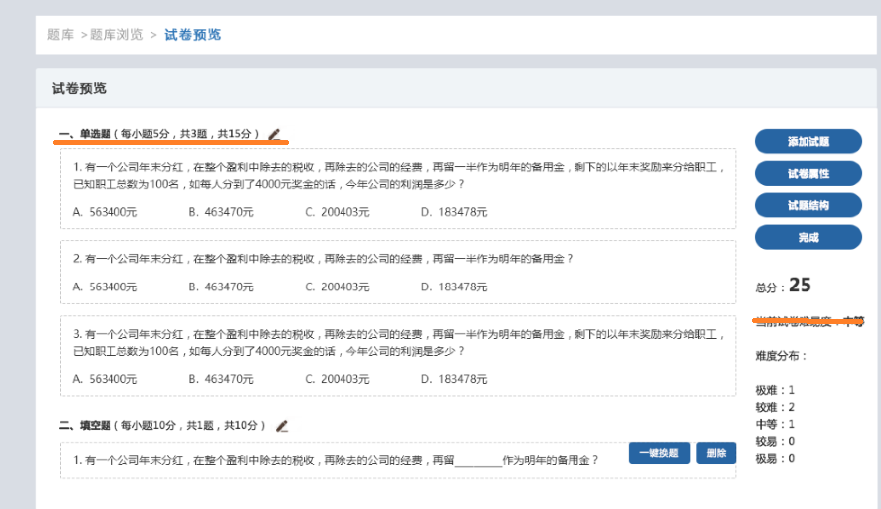 题库 >题库浏览 > 试卷预览
试卷预览
一、单选题（每小题5分，共3题，共15分）
1. 有一个公司年末分红，在整个盈利中除去的税收，再除去的公司的经费，再留一半作为明年的备用金，剩下的以年末奖励来分给职工，
已知职工总数为100名，如每人分到了4000元奖金的话，今年公司的利润是多少？
A. 563400元 B. 463470元 C. 200403元 D. 183478元
2. 有一个公司年末分红，在整个盈利中除去的税收，再除去的公司的经费，再留一半作为明年的备用金？
A. 563400元 B. 463470元 C. 200403元 D. 183478元
3. 有一个公司年末分红，在整个盈利中除去的税收，再除去的公司的经费，再留一半作为明年的备用金，剩下的以年末奖励来分给职工，
已知职工总数为100名，如每人分到了4000元奖金的话，今年公司的利润是多少？
A. 563400元 B. 463470元 C. 200403元 D. 183478元
二、填空题（每小题10分，共1题，共10分）
1. 有一个公司年末分红，在整个盈利中除去的税收，再除去的公司的经费，再留________作为明年的备用金？
一键换题 删除
添加试题
试卷属性
试题结构
完成
总分：25
当前试卷难易度：中等
难度分布：
极难：1
较难：2
中等：1
较易：0
极易：0